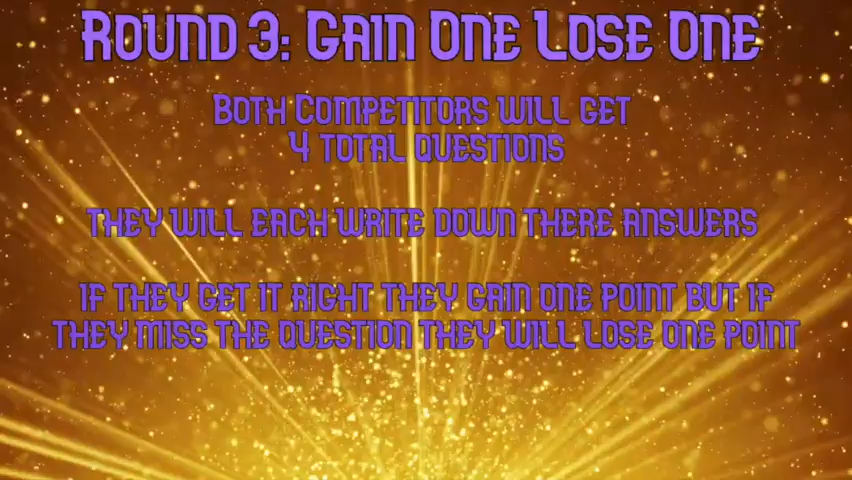 Round 3: Gain One Lose One
Both Competitors will get
4 total questions
they will each write down there answers
if they get it right they gain one point but if
they miss the question they will lose one point